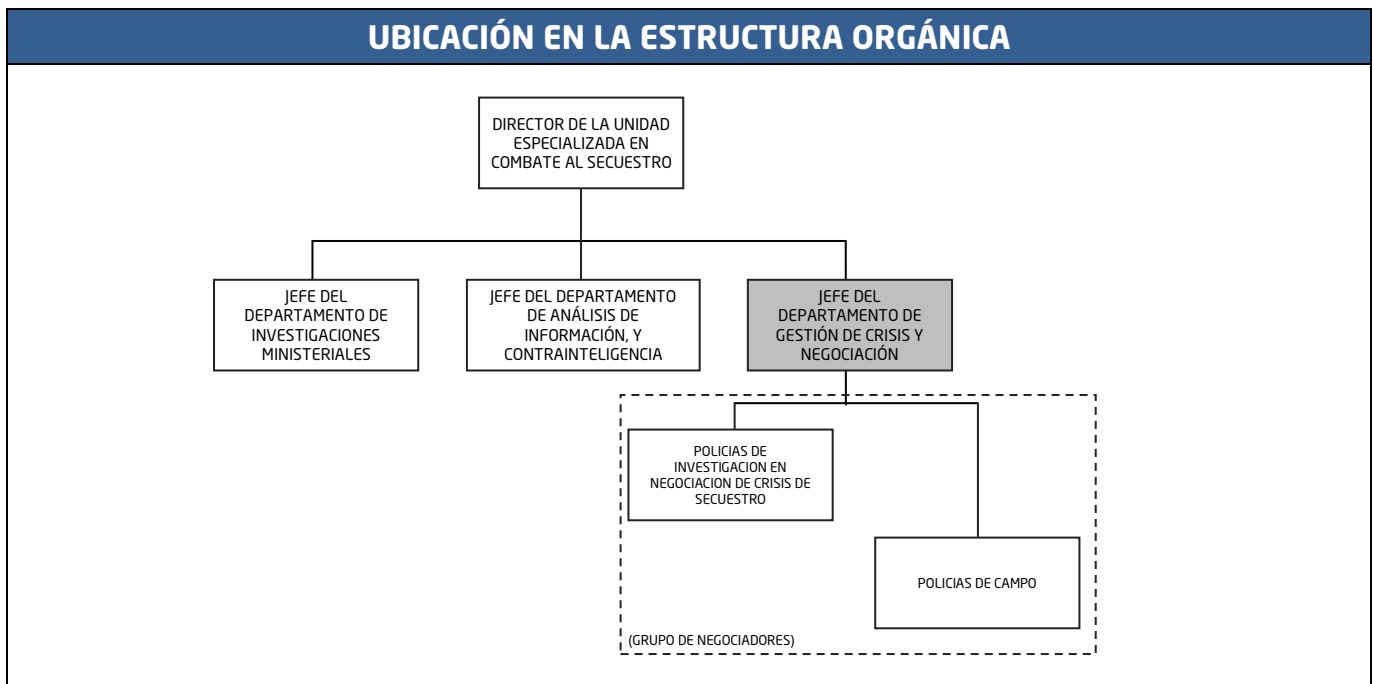 UBICACIÓN EN LA ESTRUCTURA ORGÁNICA
DIRECTOR DE LA UNIDAD
ESPECIALIZADA EN
COMBATE AL SECUESTRO
JEFE DEL
DEPARTAMENTO DE
INVESTIGACIONES
MINISTERIALES
JEFE DEL DEPARTAMENTO
DE ANÁLISIS DE
INFORMACIÓN, Y
CONTRAINTELIGENCIA
JEFE DEL
DEPARTAMENTO DE
GESTIÓN DE CRISIS Y
NEGOCIACIÓN
POLICIAS DE
INVESTIGACION EN
NEGOCIACION DE CRISIS DE
SECUESTRO
POLICIAS DE CAMPO
(GRUPO DE NEGOCIADORES)